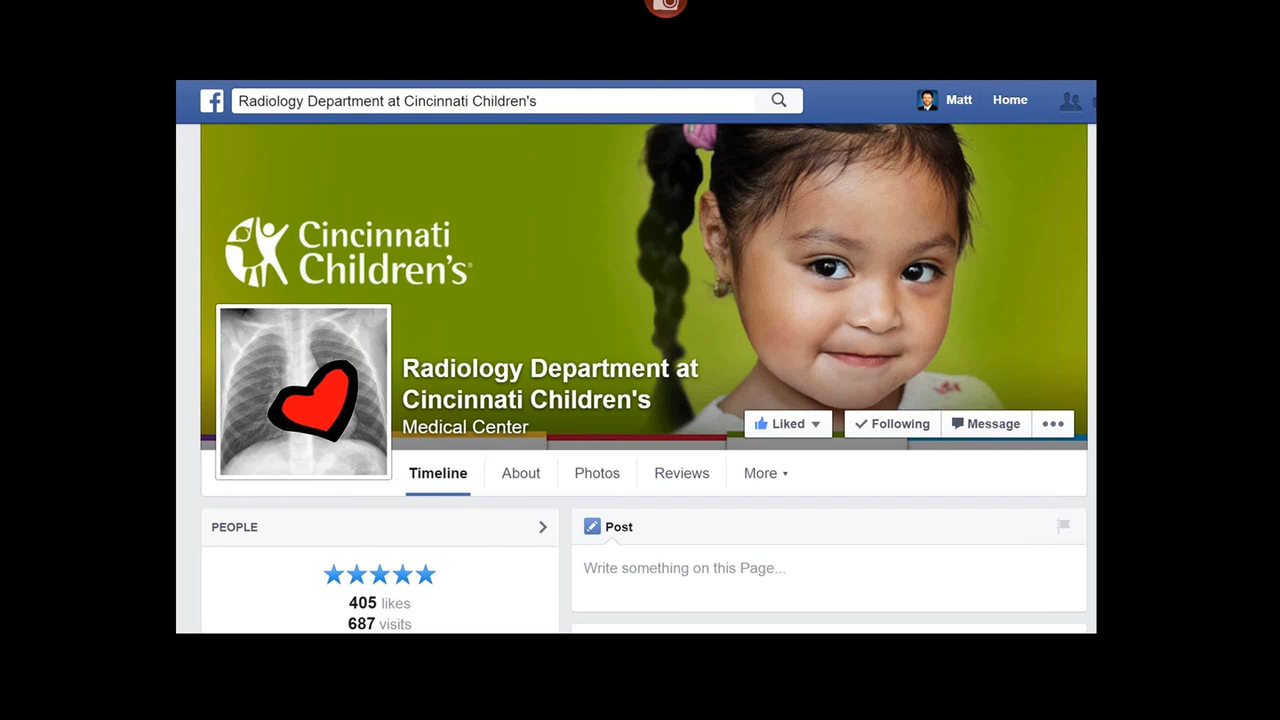 Radiology Department at Cincinnati Children's
Matt
Home
Cincinnati
Children's®
Radiology Department at
Cincinnati Children's
Medical Center
Liked
Following
Message
Timeline
About
Photos
Reviews
More
PEOPLE
Post
Write something on this Page...
405 likes
687 visits